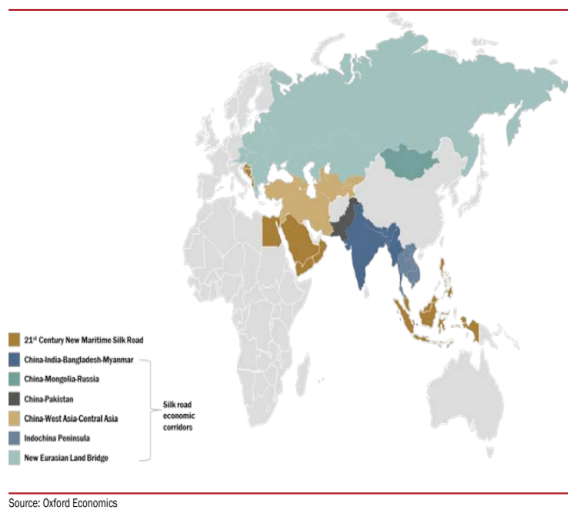 21st Century New Maritime Silk Road
China-India-Bangladesh-Myanmar
China-Mongolia-Russia
China-Pakistan
China-West Asia-Central Asia
Indochina Peninsula
New Eurasian Land Bridge
Silk road
economic
corridors
Source: Oxford Economics